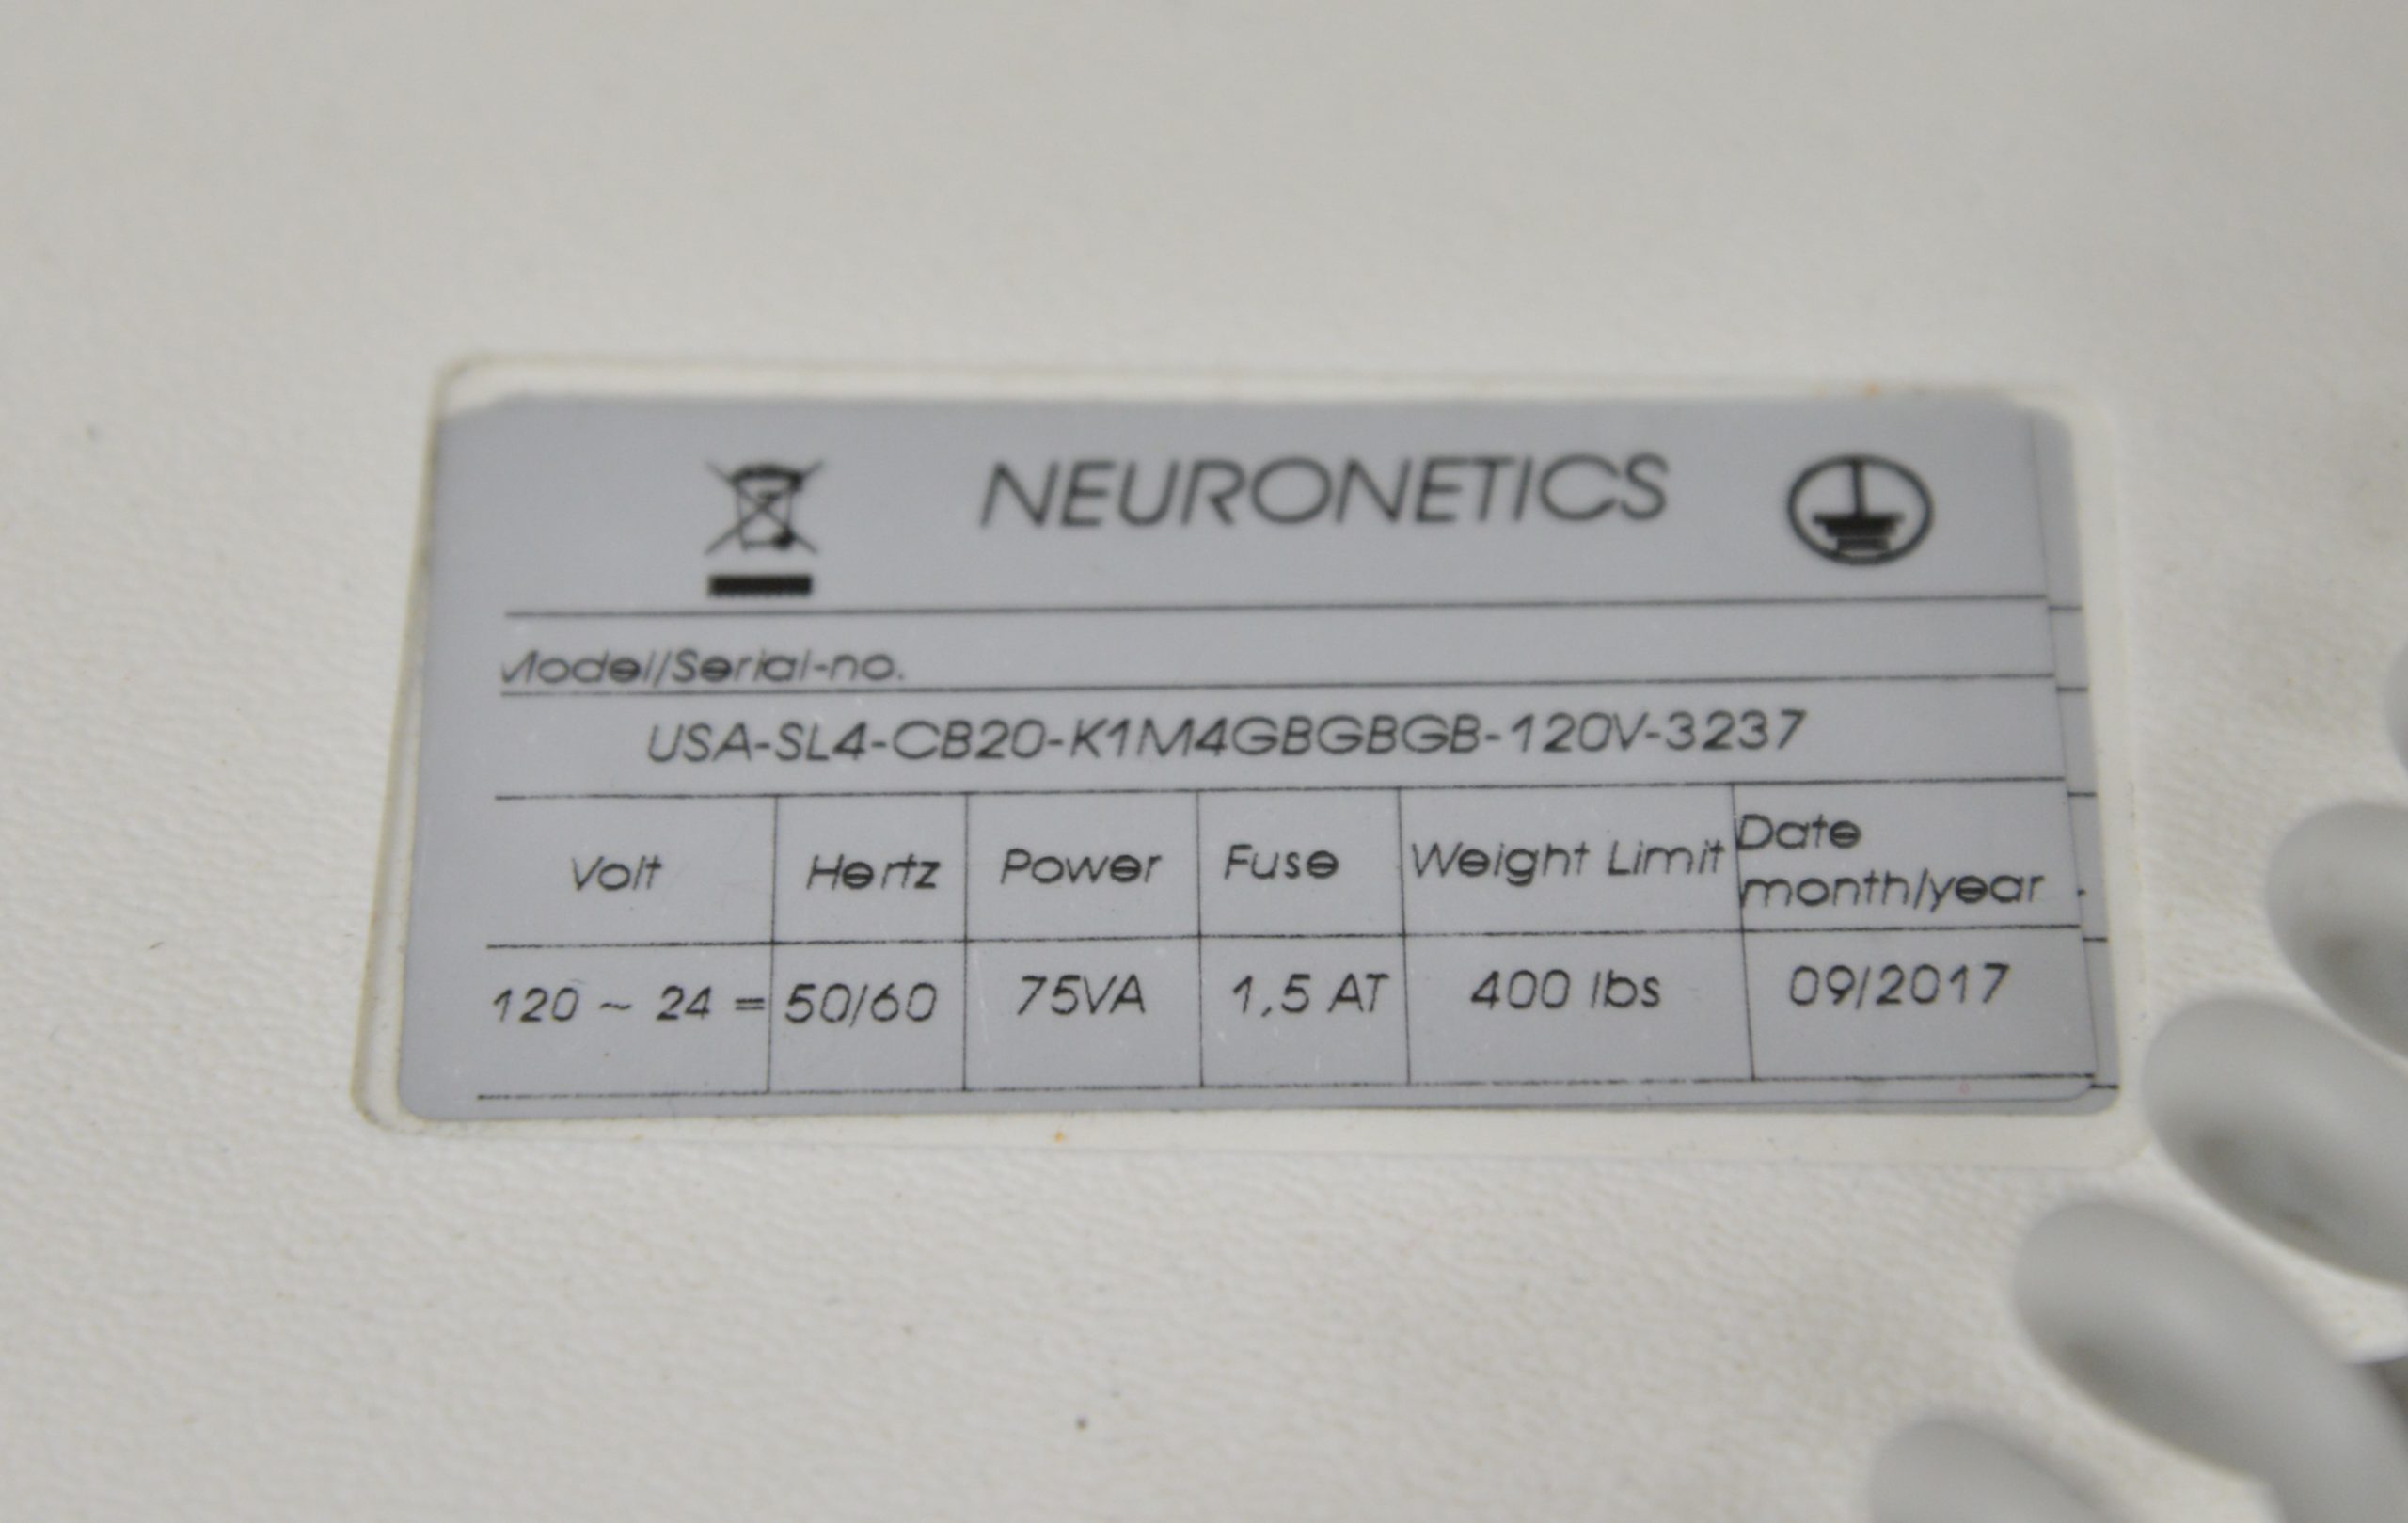 NEURONETICS
Model/Serial-no.
USA-SL4-CB20-K1M4GBGBGB-120V-3237
Volt Hertz Power Fuse Weight Limit Date month/year
120 ~ 24 = 50/60 75VA 1,5 AT 400 lbs 09/2017